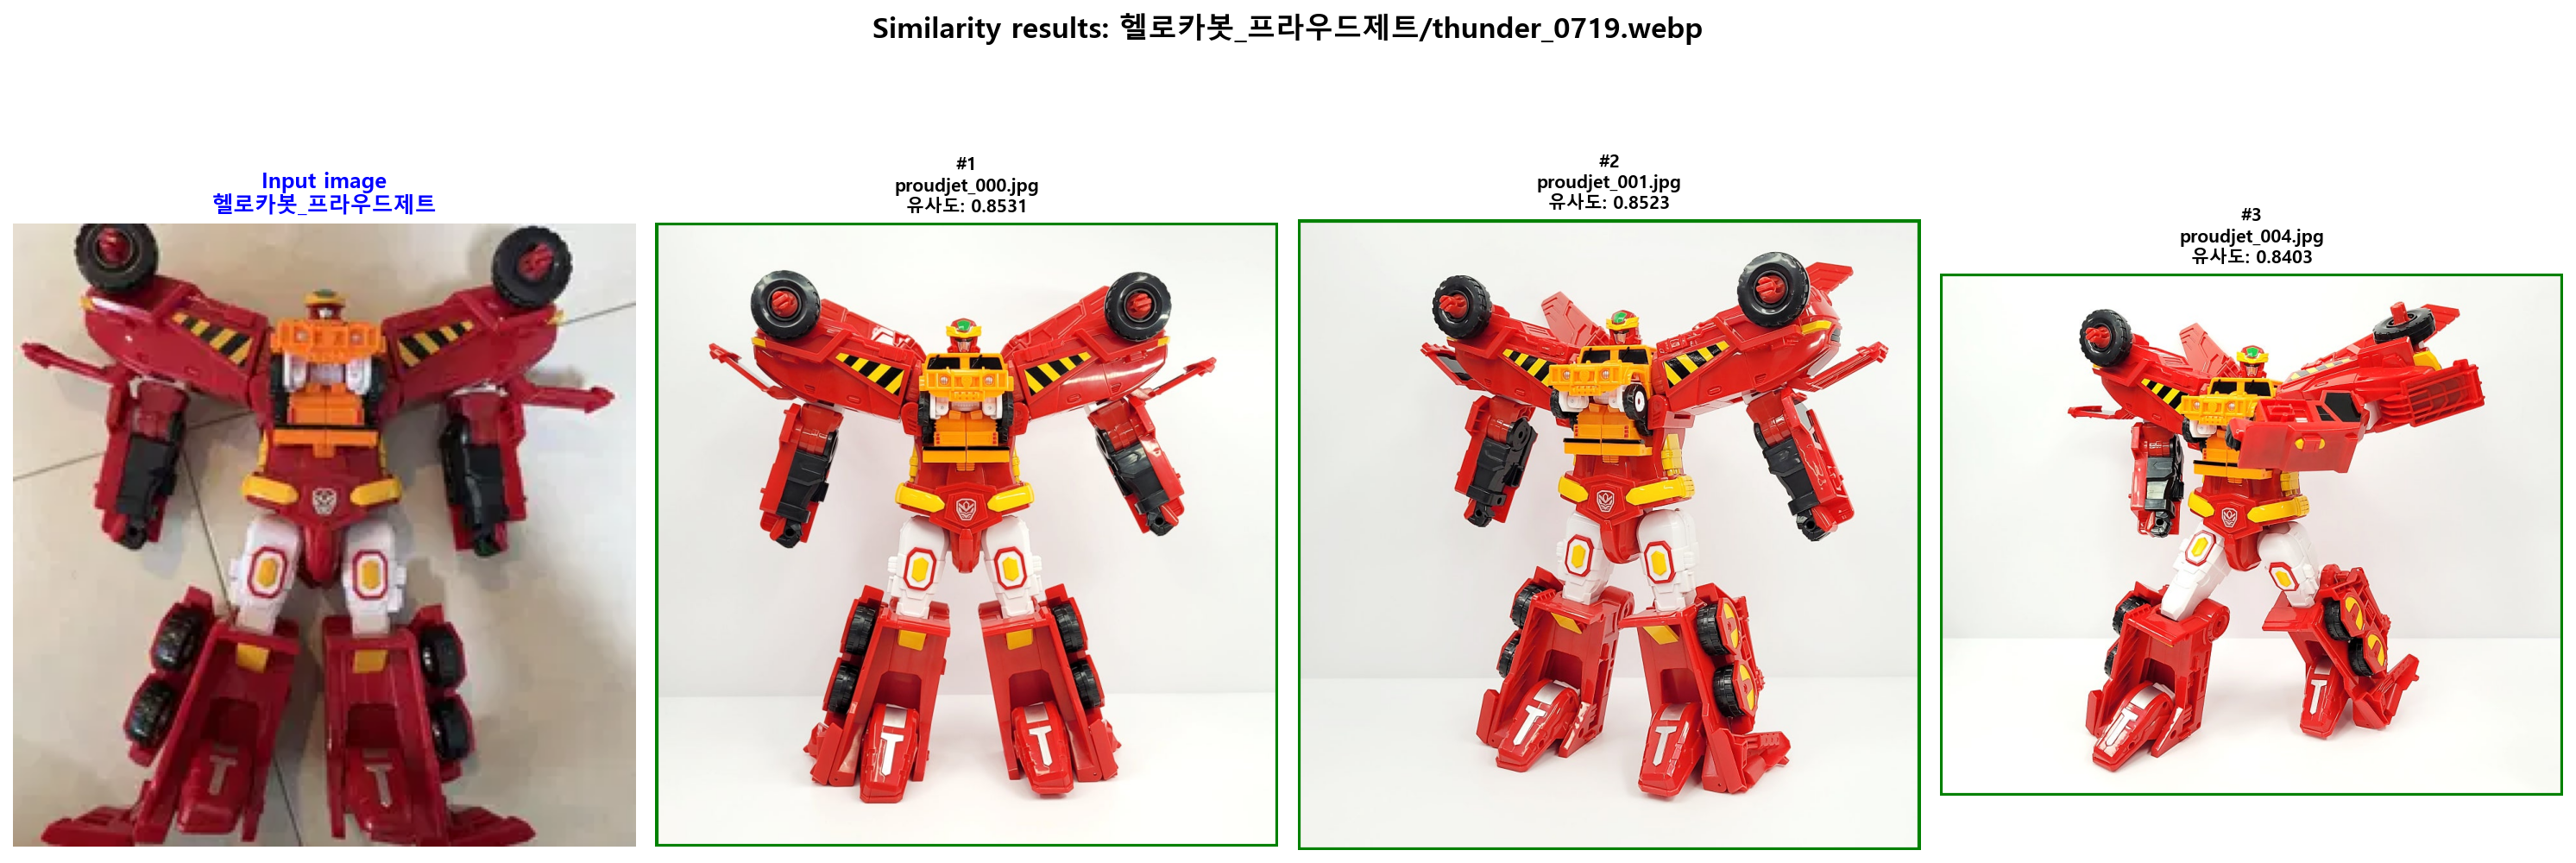 Similarity results: 헬로카봇_프라우드제트/thunder_0719.webp
Input image
헬로카봇_프라우드제트
#1
proudjet_000.jpg
유사도: 0.8531
#2
proudjet_001.jpg
유사도: 0.8523
#3
proudjet_004.jpg
유사도: 0.8403